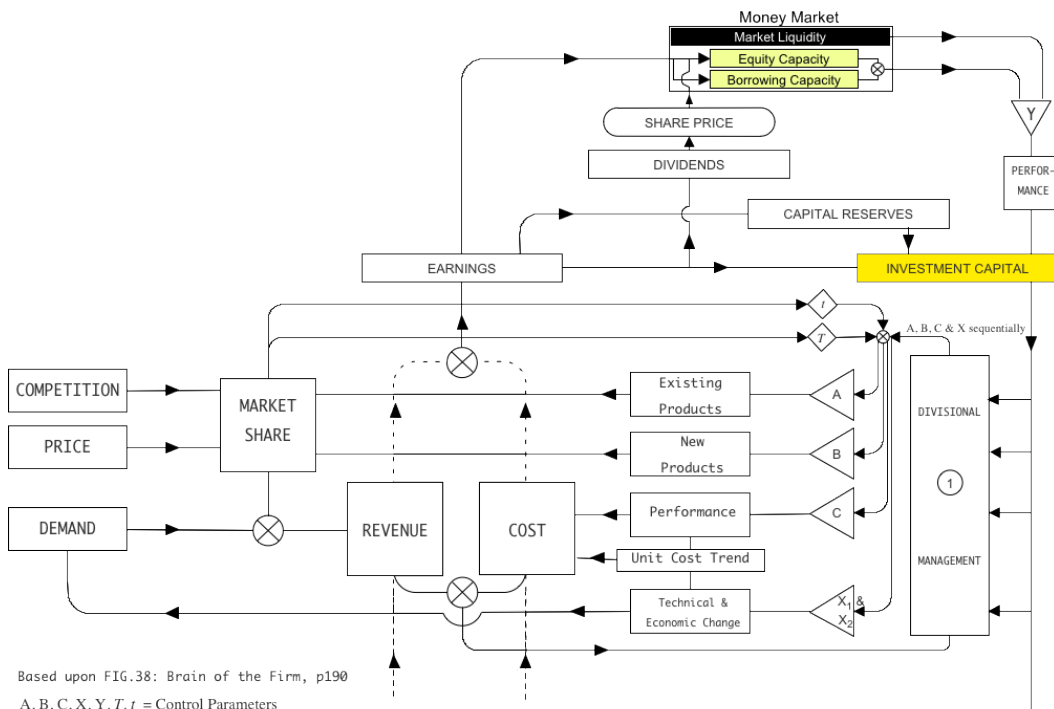 Money Market
Market Liquidity
Equity Capacity
Borrowing Capacity
Y
SHARE PRICE
DIVIDENDS
PERFOR-
MANCE
CAPITAL RESERVES
EARNINGS
INVESTMENT CAPITAL
t
T
A, B, C & X sequentially
COMPETITION
MARKET
SHARE
Existing
Products
A
DIVISIONAL
PRICE
New
Products
B
1
DEMAND
REVENUE
COST
Performance
C
Unit Cost Trend
MANAGEMENT
Technical &
Economic Change
X1 &
X2
Based upon FIG.38: Brain of the Firm, p190
A, B, C, X, Y, T, t = Control Parameters